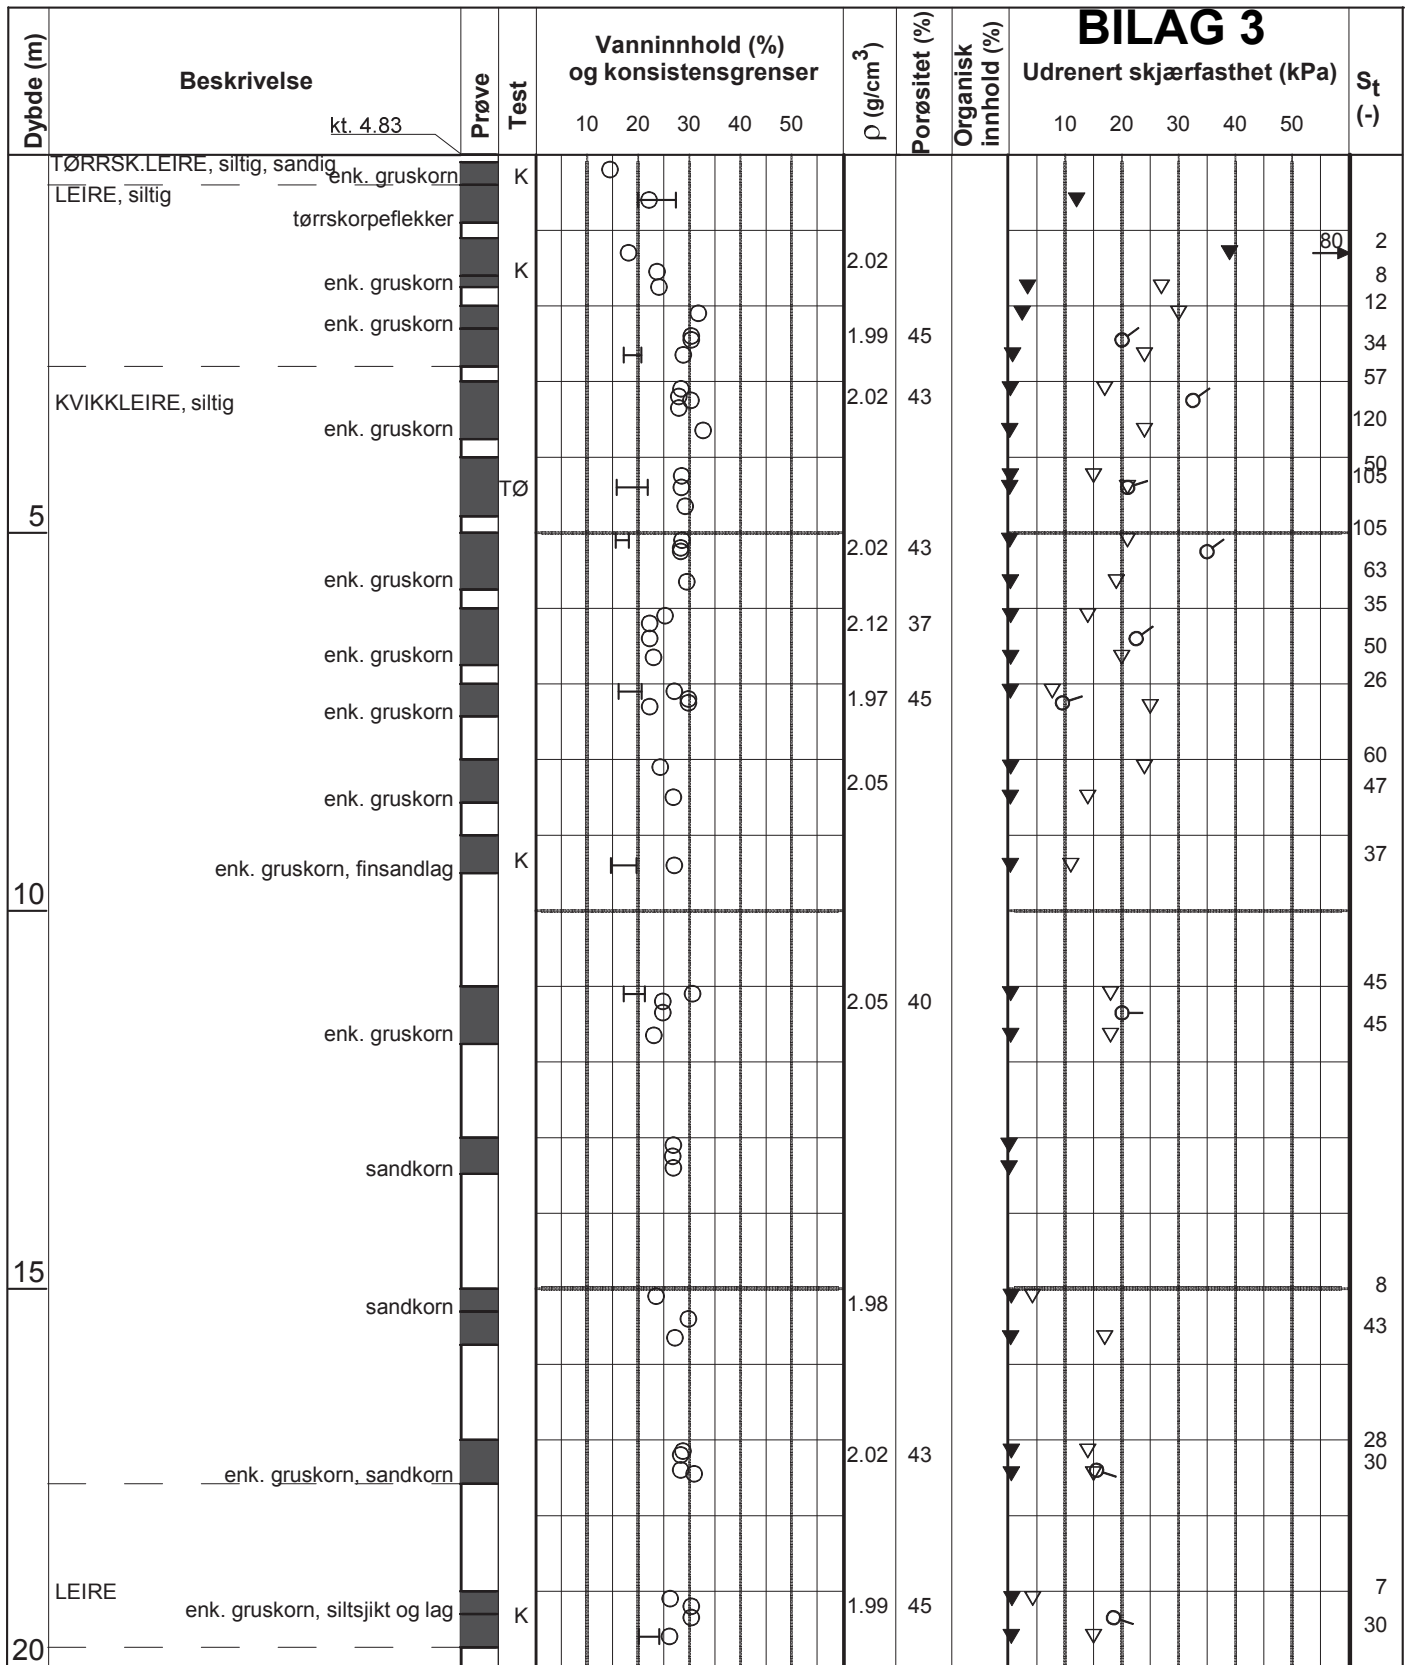 BILAG 3
Dybde (m)
Beskrivelse
kt. 4.83
Prøve
Test
Vanninnhold (%)
og konsistensgrenser
10 20 30 40 50
ρ (g/cm³)
Porøsitet (%)
Organisk
innhold (%)
Udrenert skjærfasthet (kPa)
10 20 30 40 50
St
(-)
TØRRSK.LEIRE, siltig, sandig
enk. gruskorn K
LEIRE, siltig
tørrskorpeflekker
80 2
2.02
K
8
enk. gruskorn
12
enk. gruskorn
1.99 45
34
57
KVIKKLEIRE, siltig
2.02 43
120
enk. gruskorn
50
105
TØ
5
105
2.02 43
63
enk. gruskorn
35
2.12 37
50
enk. gruskorn
26
1.97 45
enk. gruskorn
60
2.05
47
enk. gruskorn
37
enk. gruskorn, finsandlag K
10
45
2.05 40
45
enk. gruskorn
sandkorn
15
8
sandkorn
1.98
43
28
2.02 43
30
enk. gruskorn, sandkorn
7
LEIRE
1.99 45
enk. gruskorn, siltsjikt og lag K
30
20